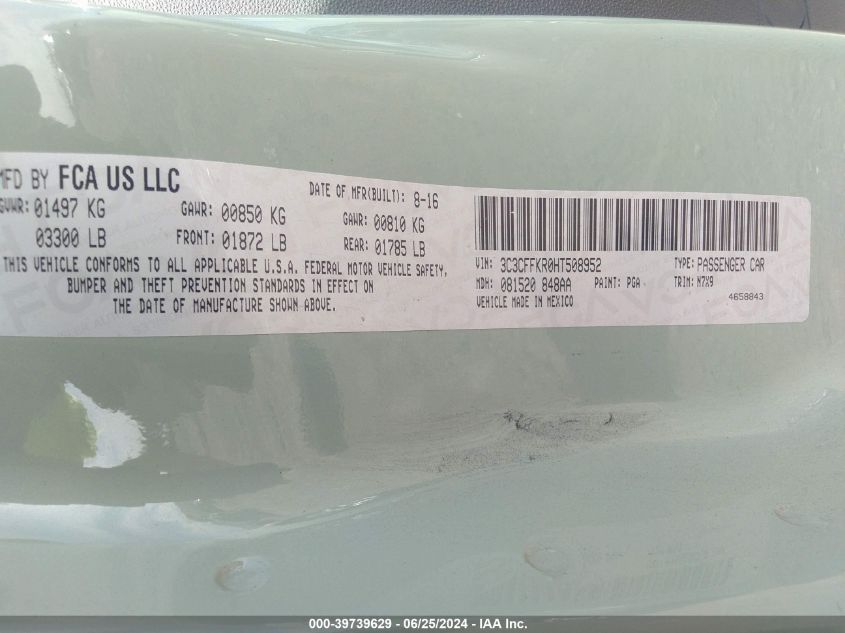 MFD BY FCA US LLC
DATE OF MFR(BUILT): 8-16
GVWR: 01497 KG GAWR: 00850 KG GAWR: 00810 KG
03300 LB FRONT: 01872 LB REAR: 01785 LB
THIS VEHICLE CONFORMS TO ALL APPLICABLE U.S.A. FEDERAL MOTOR VEHICLE SAFETY,
BUMPER AND THEFT PREVENTION STANDARDS IN EFFECT ON
THE DATE OF MANUFACTURE SHOWN ABOVE.
VIN: 3C3CFFKR0HT508952 TYPE: PASSENGER CAR
MDH: 081520 848AA PAINT: PGA TRIM: N7X9
VEHICLE MADE IN MEXICO 4658843
000-39739629 - 06/25/2024 - IAA Inc.